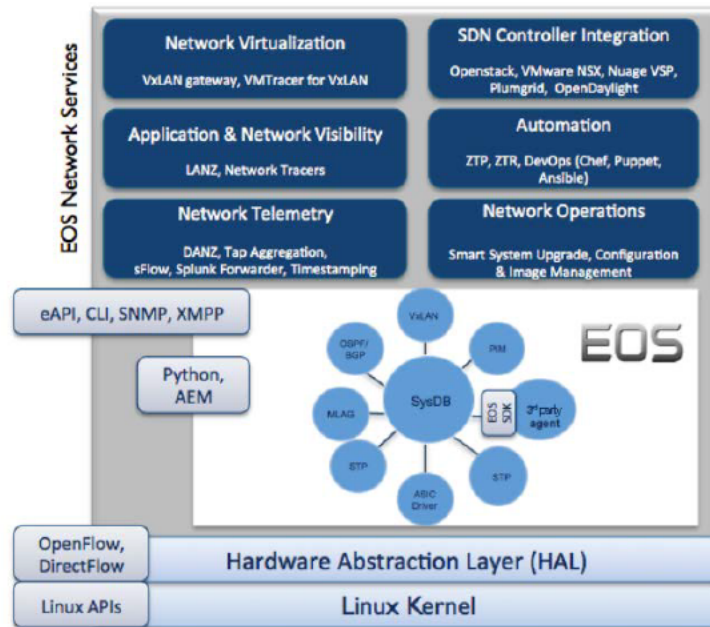 EOS Network Services
Network Virtualization
VxLAN gateway, VMTracer for VxLAN
SDN Controller Integration
Openstack, VMware NSX, Nuage VSP,
Plumgrid, OpenDaylight
Application & Network Visibility
LANZ, Network Tracers
Automation
ZTP, ZTR, DevOps (Chef, Puppet,
Ansible)
Network Telemetry
DANZ, Tap Aggregation,
sFlow, Splunk Forwarder, Timestamping
Network Operations
Smart System Upgrade, Configuration
& Image Management
eAPI, CLI, SNMP, XMPP
Python,
AEM
VxLAN
OSPF/
BGP
PIM
SysDB
MLAG
EOS
SDK
3rd party
agent
STP
ASIC
Driver
STP
EOS
OpenFlow,
DirectFlow
Hardware Abstraction Layer (HAL)
Linux APIs
Linux Kernel